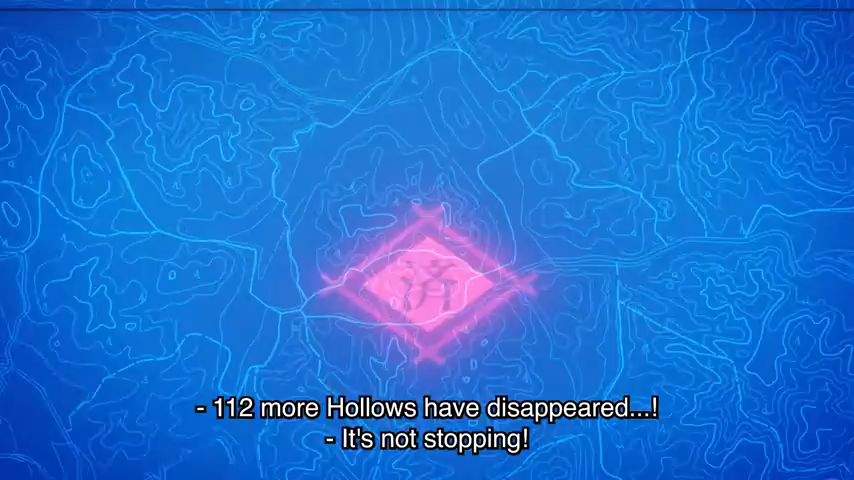 済
- 112 more Hollows have disappeared...!
- It's not stopping!